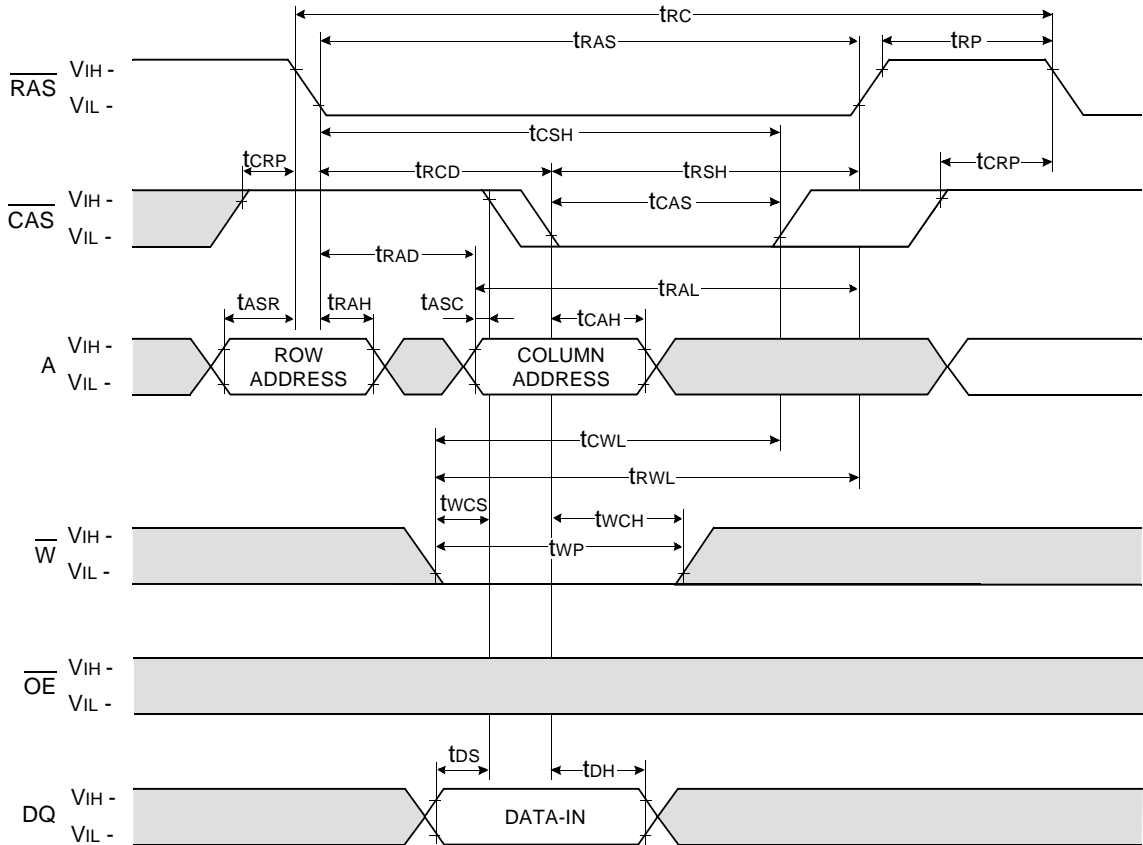 tRC
tRAS
tRP
RAS
VIH -
VIL -
tCSH
tCRP
tRCD
tRSH
tCRP
CAS
VIH -
VIL -
tCAS
tRAD
tRAL
tASR
tRAH
tASC
tCAH
A
VIH -
VIL -
ROW
ADDRESS
COLUMN
ADDRESS
tCWL
tRWL
tWCS
tWCH
W
VIH -
VIL -
tWP
OE
VIH -
VIL -
tDS
tDH
DQ
VIH -
VIL -
DATA-IN